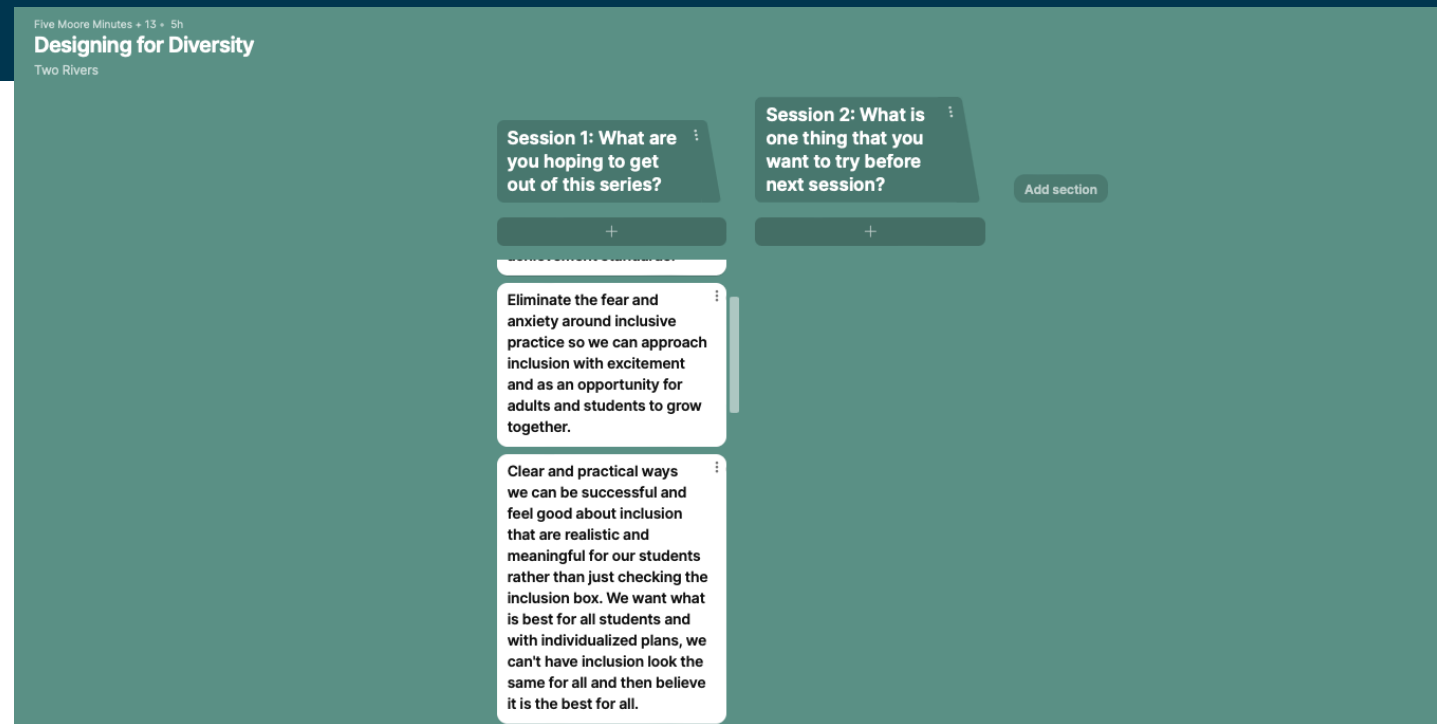 Five Moore Minutes + 13 • 5h
Designing for Diversity
Two Rivers
Session 1: What are
you hoping to get
out of this series?
Session 2: What is
one thing that you
want to try before
next session?
Add section
achievement standards.
Eliminate the fear and
anxiety around inclusive
practice so we can approach
inclusion with excitement
and as an opportunity for
adults and students to grow
together.
Clear and practical ways
we can be successful and
feel good about inclusion
that are realistic and
meaningful for our students
rather than just checking the
inclusion box. We want what
is best for all students and
with individualized plans, we
can't have inclusion look the
same for all and then believe
it is the best for all.